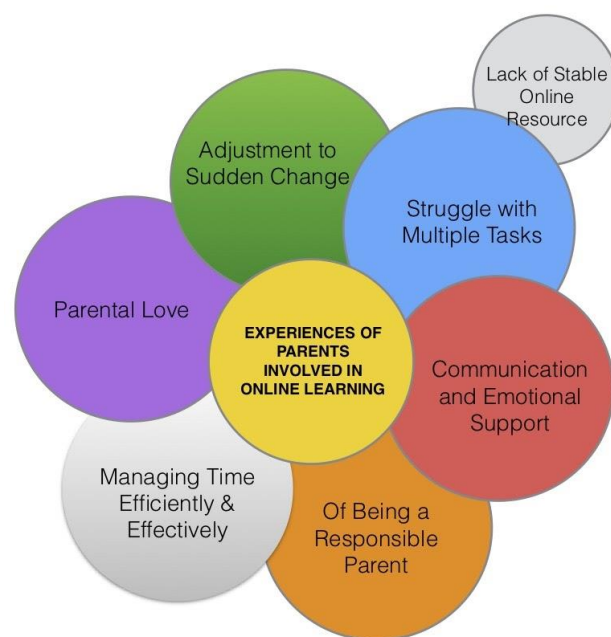 Lack of Stable
Online
Resource
Adjustment to
Sudden Change
Struggle with
Multiple Tasks
Parental Love
EXPERIENCES OF
PARENTS
INVOLVED IN
ONLINE LEARNING
Communication
and Emotional
Support
Managing Time
Efficiently &
Effectively
Of Being a
Responsible
Parent